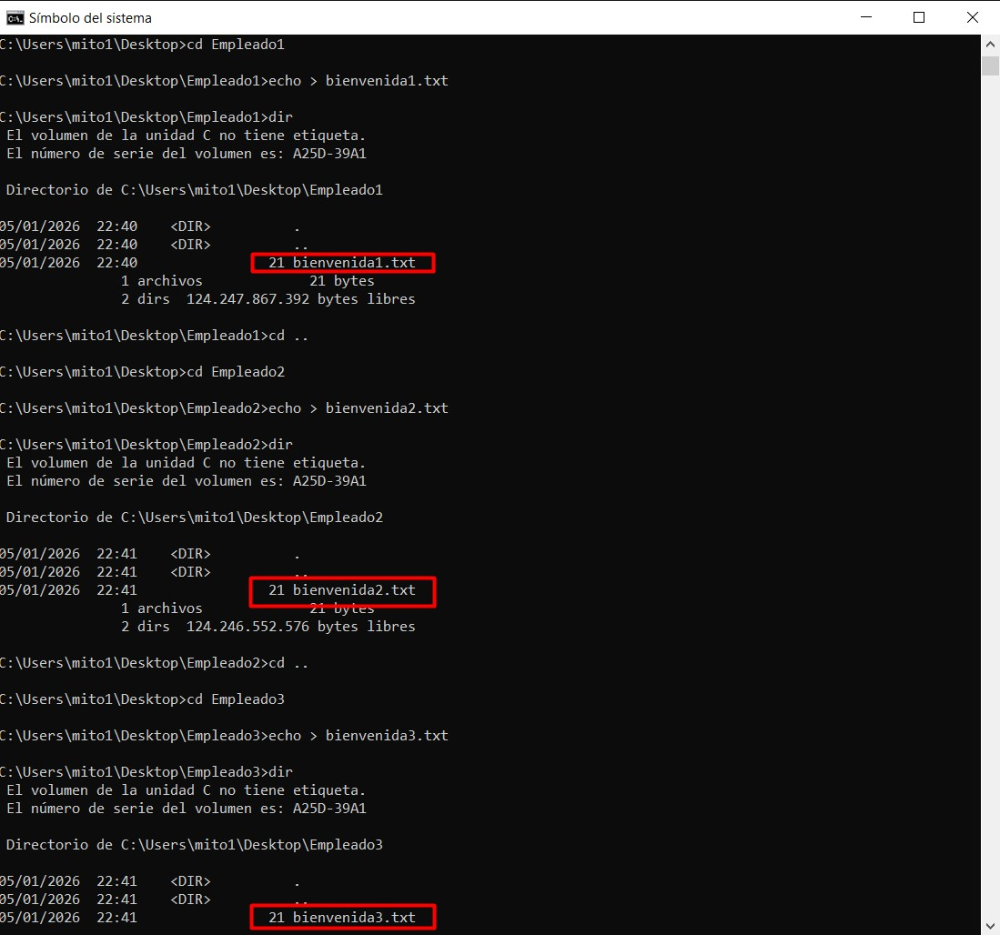 Símbolo del sistema
C:\Users\mito1\Desktop>cd Empleado1
C:\Users\mito1\Desktop\Empleado1>echo > bienvenida1.txt
C:\Users\mito1\Desktop\Empleado1>dir
El volumen de la unidad C no tiene etiqueta.
El número de serie del volumen es: A25D-39A1
Directorio de C:\Users\mito1\Desktop\Empleado1
05/01/2026  22:40    <DIR>          .
05/01/2026  22:40    <DIR>          ..
05/01/2026  22:40                21 bienvenida1.txt
1 archivos             21 bytes
2 dirs  124.247.867.392 bytes libres
C:\Users\mito1\Desktop\Empleado1>cd ..
C:\Users\mito1\Desktop>cd Empleado2
C:\Users\mito1\Desktop\Empleado2>echo > bienvenida2.txt
C:\Users\mito1\Desktop\Empleado2>dir
El volumen de la unidad C no tiene etiqueta.
El número de serie del volumen es: A25D-39A1
Directorio de C:\Users\mito1\Desktop\Empleado2
05/01/2026  22:41    <DIR>          .
05/01/2026  22:41    <DIR>          ..
05/01/2026  22:41                21 bienvenida2.txt
1 archivos             21 bytes
2 dirs  124.246.552.576 bytes libres
C:\Users\mito1\Desktop\Empleado2>cd ..
C:\Users\mito1\Desktop>cd Empleado3
C:\Users\mito1\Desktop\Empleado3>echo > bienvenida3.txt
C:\Users\mito1\Desktop\Empleado3>dir
El volumen de la unidad C no tiene etiqueta.
El número de serie del volumen es: A25D-39A1
Directorio de C:\Users\mito1\Desktop\Empleado3
05/01/2026  22:41    <DIR>          .
05/01/2026  22:41    <DIR>          ..
05/01/2026  22:41                21 bienvenida3.txt